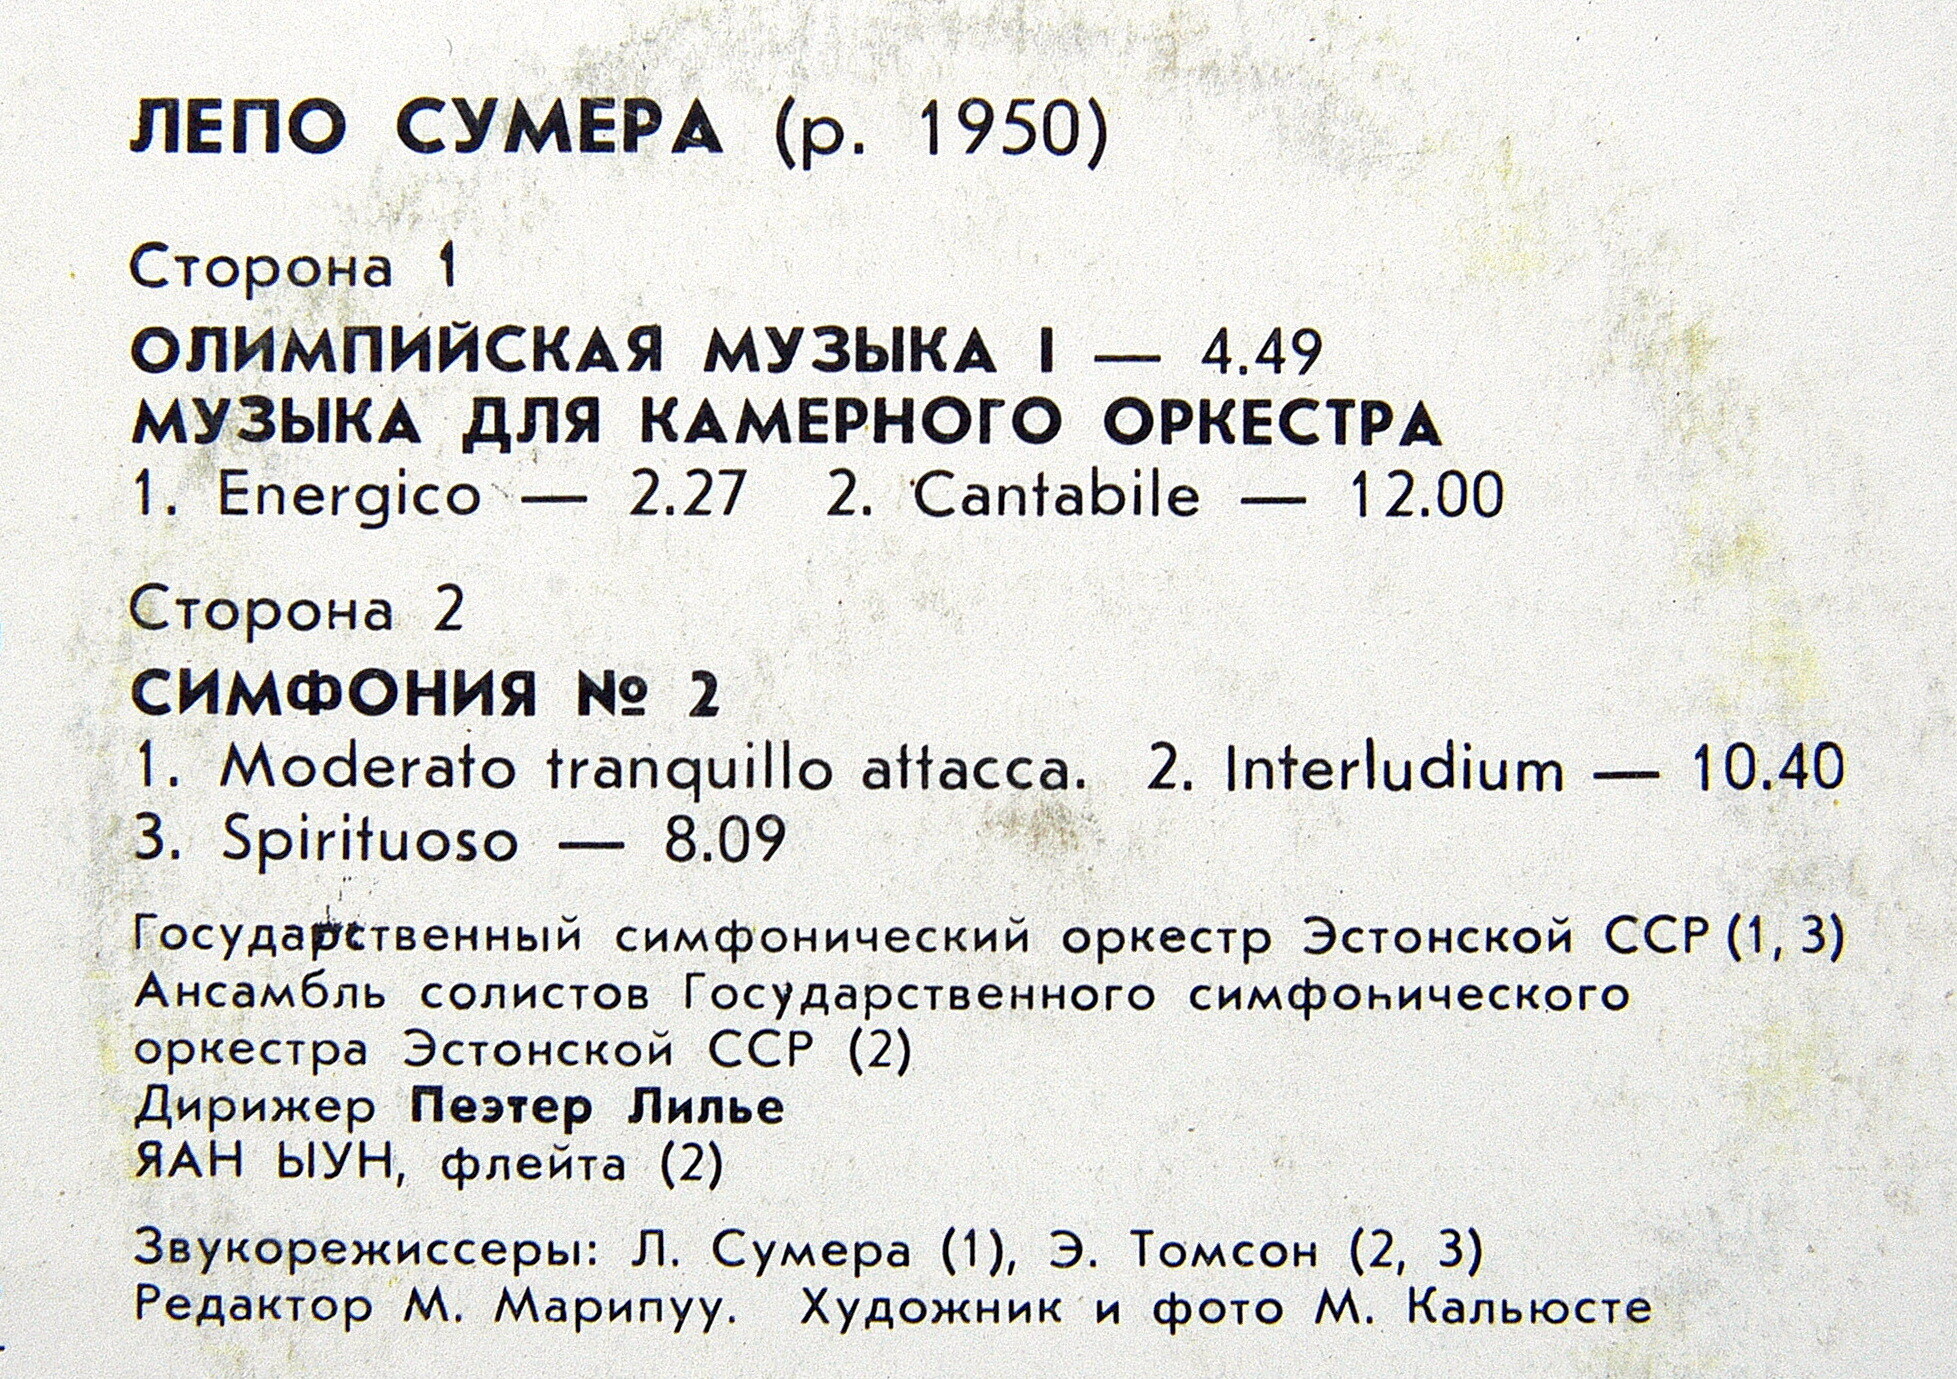 ЛЕПО СУМЕРА (р. 1950)
Сторона 1
ОЛИМПИЙСКАЯ МУЗЫКА I — 4.49
МУЗЫКА ДЛЯ КАМЕРНОГО ОРКЕСТРА
1. Energico — 2.27 2. Cantabile — 12.00
Сторона 2
СИМФОНИЯ № 2
1. Moderato tranquillo attacca. 2. Interludium — 10.40
3. Spirituoso — 8.09
Государственный симфонический оркестр Эстонской ССР (1, 3)
Ансамбль солистов Государственного симфонического
оркестра Эстонской ССР (2)
Дирижер Пеэтер Лилье
ЯАН ЫУН, флейта (2)
Звукорежиссеры: Л. Сумера (1), Э. Томсон (2, 3)
Редактор М. Марипуу. Художник и фото М. Кальюсте